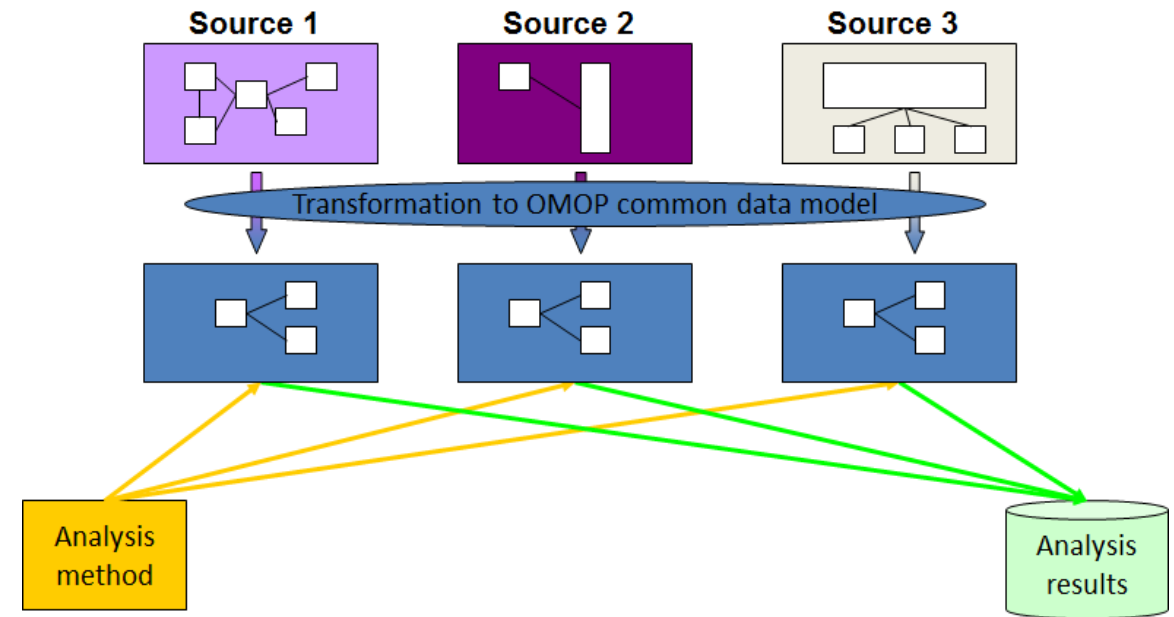 Source 1
Source 2
Source 3
Transformation to OMOP common data model
Analysis
method
Analysis
results